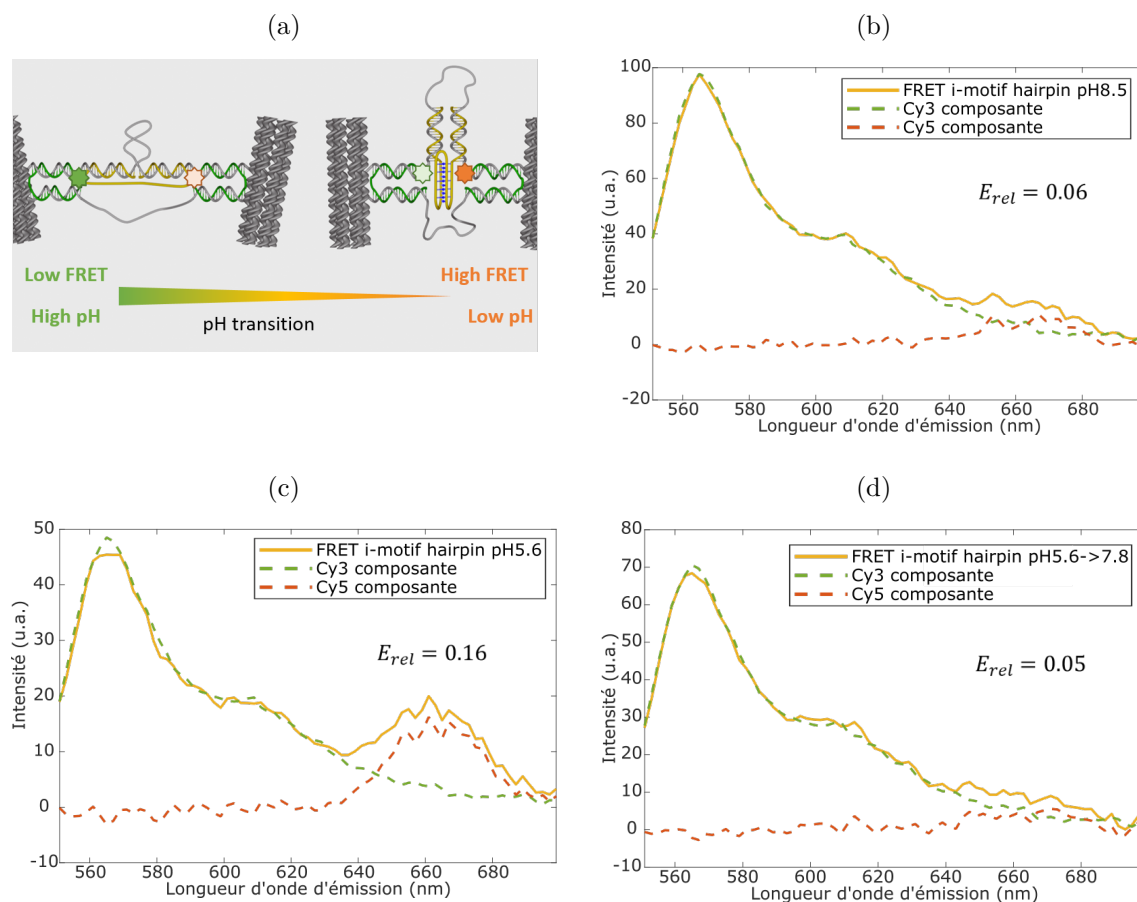 (a)
Low FRET
High FRET
High pH
Low pH
pH transition
(b)
Intensité (u.a.)
100
80
60
40
20
0
-20
FRET i-motif hairpin pH8.5
Cy3 composante
Cy5 composante
E_rel = 0.06
560 580 600 620 640 660 680
Longueur d'onde d'émission (nm)
(c)
Intensité (u.a.)
50
40
30
20
10
0
-10
FRET i-motif hairpin pH5.6
Cy3 composante
Cy5 composante
E_rel = 0.16
560 580 600 620 640 660 680
Longueur d'onde d'émission (nm)
(d)
Intensité (u.a.)
80
70
60
50
40
30
20
10
0
-10
FRET i-motif hairpin pH5.6->7.8
Cy3 composante
Cy5 composante
E_rel = 0.05
560 580 600 620 640 660 680
Longueur d'onde d'émission (nm)